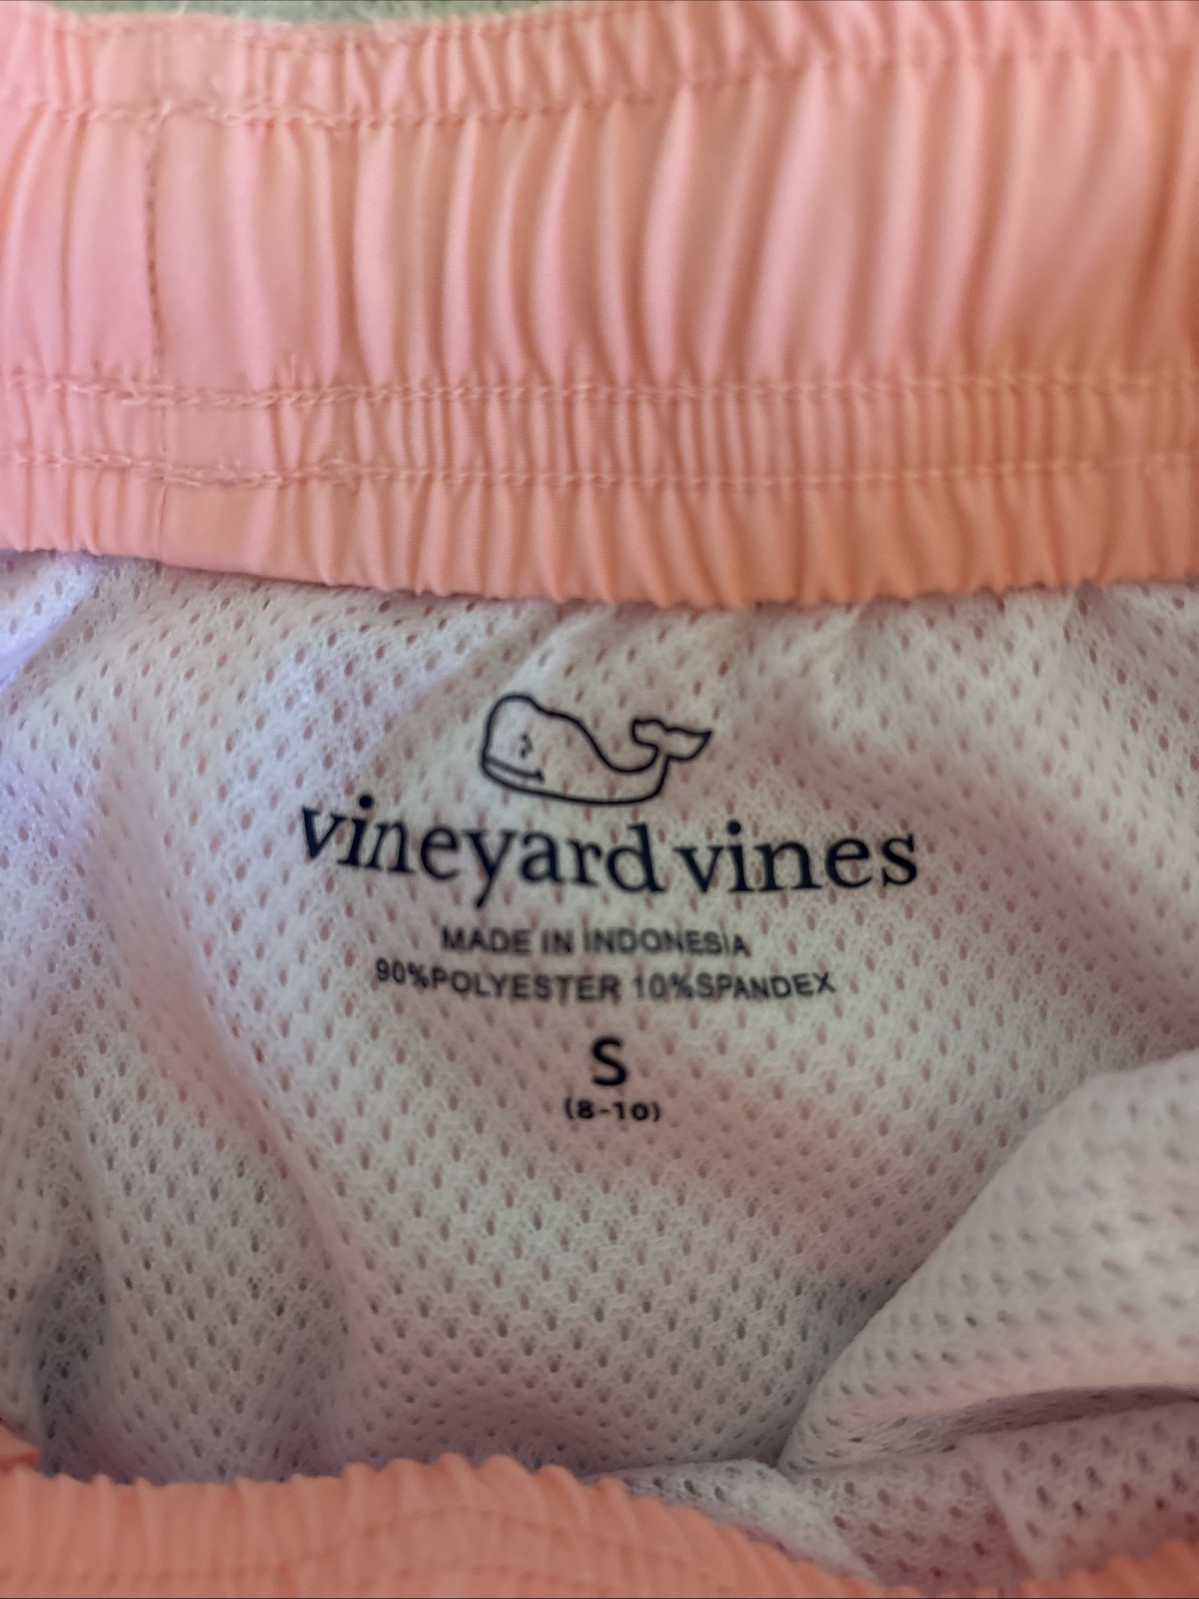 vineyard vines
MADE IN INDONESIA
90%POLYESTER 10%SPANDEX
S
(8-10)